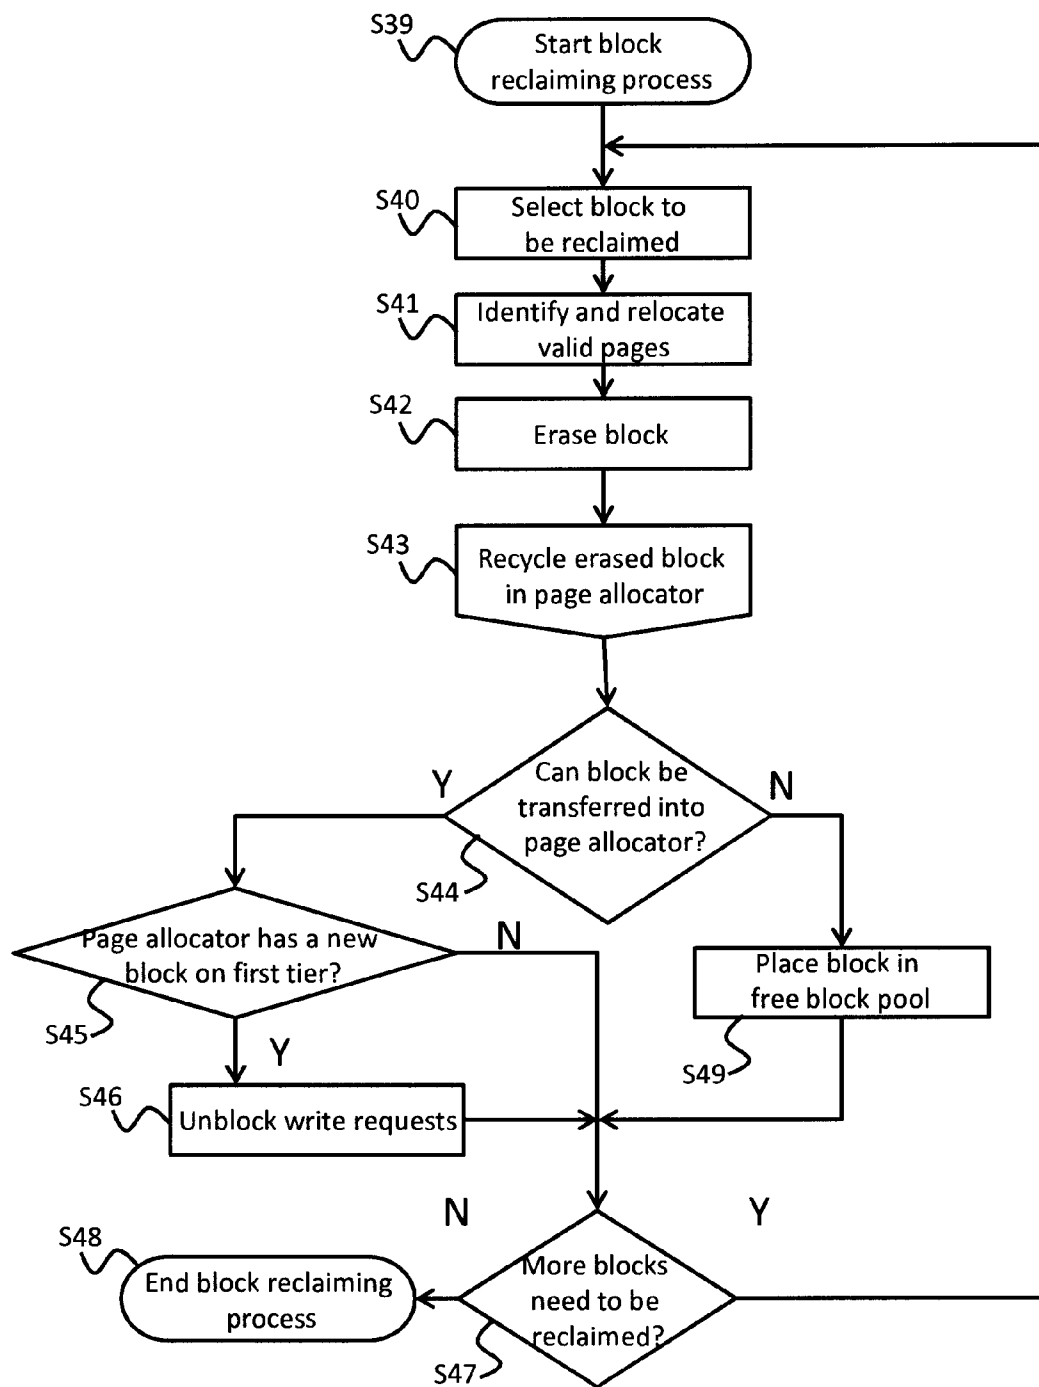 S39
Start block
reclaiming process
S40
Select block to
be reclaimed
S41
Identify and relocate
valid pages
S42
Erase block
S43
Recycle erased block
in page allocator
Y
Can block be
transferred into
page allocator?
N
S44
Page allocator has a new
block on first tier?
N
S45
Y
Place block in
free block pool
S49
S46
Unblock write requests
N
Y
S48
End block reclaiming
process
More blocks
need to be
reclaimed?
S47